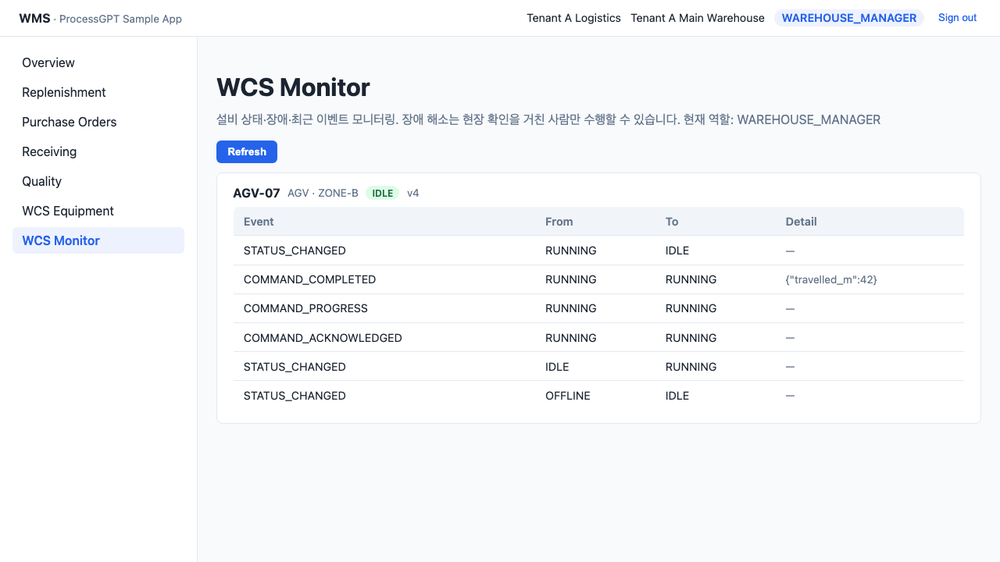 WMS · ProcessGPT Sample App
Tenant A Logistics Tenant A Main Warehouse WAREHOUSE_MANAGER Sign out
Overview
Replenishment
Purchase Orders
Receiving
Quality
WCS Equipment
WCS Monitor
WCS Monitor
설비 상태·장애·최근 이벤트 모니터링. 장애 해소는 현장 확인을 거친 사람만 수행할 수 있습니다. 현재 역할: WAREHOUSE_MANAGER
Refresh
AGV-07 AGV · ZONE-B IDLE v4
Event From To Detail
STATUS_CHANGED RUNNING IDLE —
COMMAND_COMPLETED RUNNING RUNNING {"travelled_m":42}
COMMAND_PROGRESS RUNNING RUNNING —
COMMAND_ACKNOWLEDGED RUNNING RUNNING —
STATUS_CHANGED IDLE RUNNING —
STATUS_CHANGED OFFLINE IDLE —